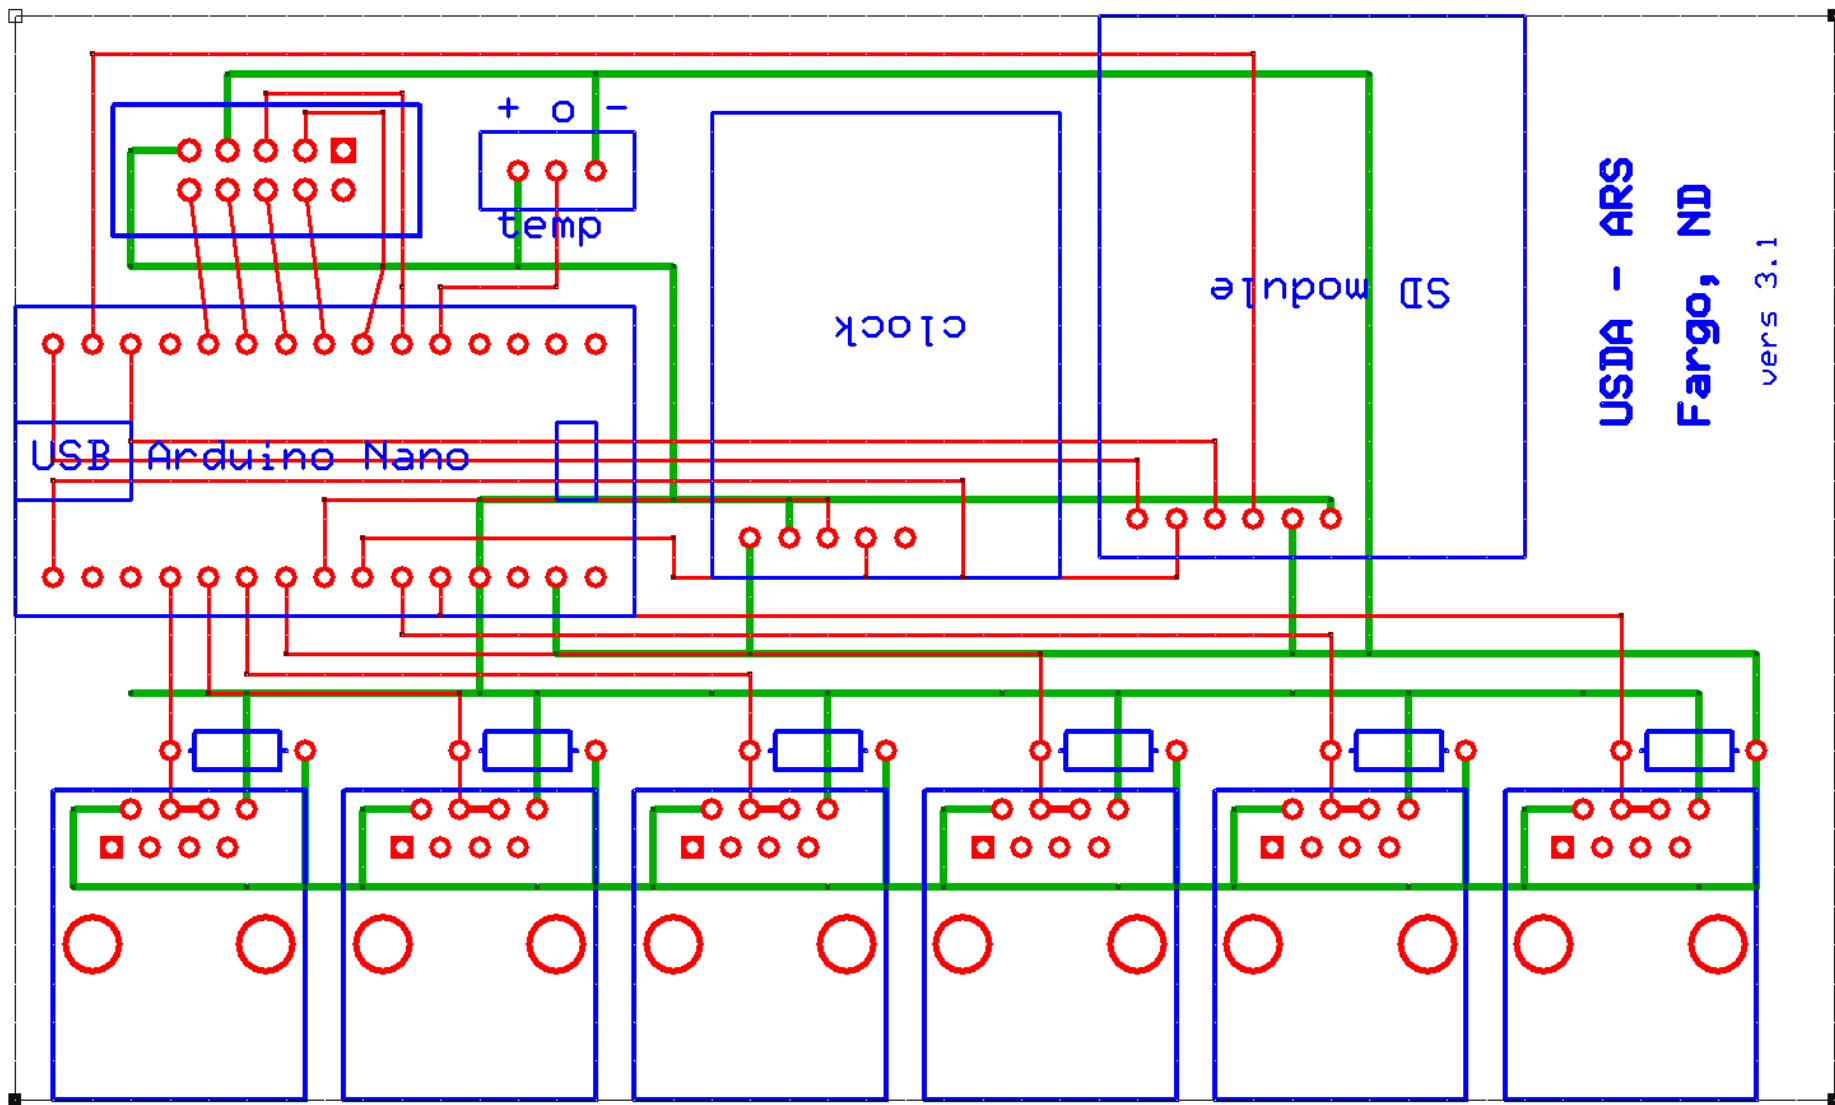 + o -
temp
clock
SD module
USB Arduino Nano
USDA - ARS
Fargo, ND
vers 3.1